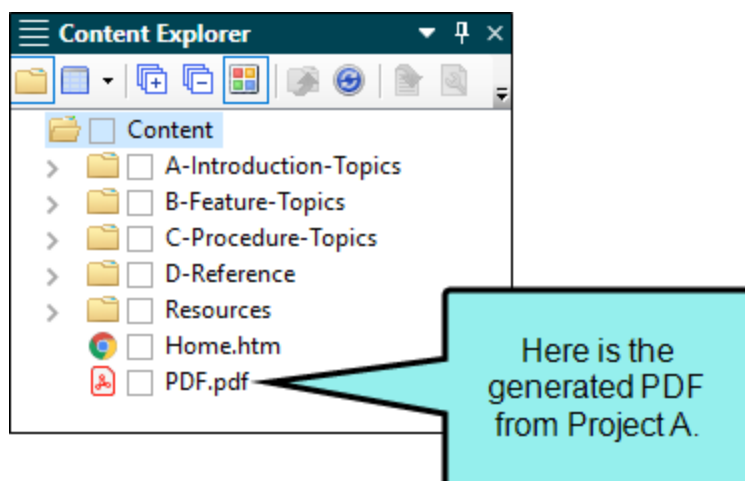 Content Explorer
Content
A-Introduction-Topics
B-Feature-Topics
C-Procedure-Topics
D-Reference
Resources
Home.htm
PDF.pdf
Here is the
generated PDF
from Project A.